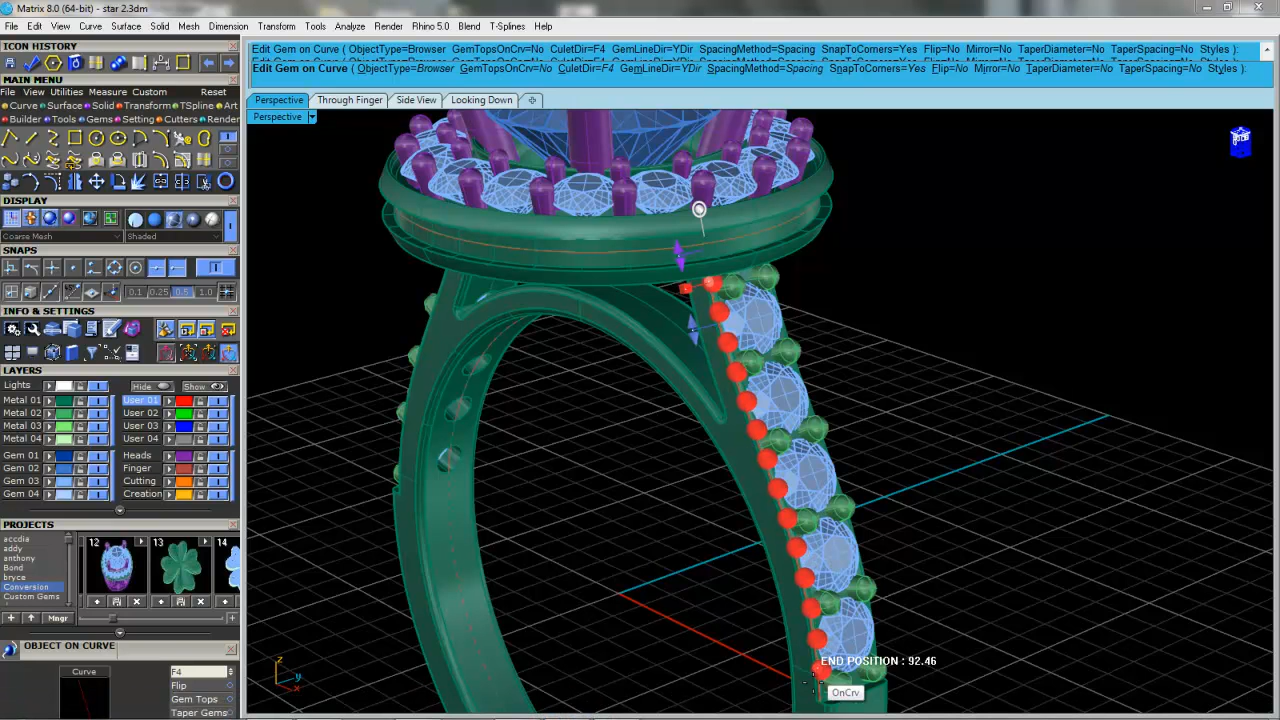 Matrix 8.0 (64-bit) - star 2.3dm
File Edit View Curve Surface Solid Mesh Dimension Transform Tools Analyze Render Rhino 5.0 Blend T-Splines Help
ICON HISTORY
Edit Gem on Curve ( ObjectType=Browser GemTopsOnCrv=No CuletDir=F4 GemLineDir=YDir SpacingMethod=Spacing SnapToCorners=Yes Flip=No Mirror=No TaperDiameter=No TaperSpacing=No Styles ):
Edit Gem on Curve ( ObjectType=Browser GemTopsOnCrv=No CuletDir=F4 GemLineDir=YDir SpacingMethod=Spacing SnapToCorners=Yes Flip=No Mirror=No TaperDiameter=No TaperSpacing=No Styles ):
MAIN MENU
File View Measure Custom Reset
Curve Surface Solid Transform TSpline Art
Builder Tools Gems Setting Cutters Render
Perspective Through Finger Side View Looking Down
Perspective
DISPLAY
Coarse Mesh Shaded
SNAPS
0.1 0.25 0.5 1.0
INFO & SETTINGS
LAYERS
Lights Hide Show
Metal 01 User 01
Metal 02 User 02
Metal 03 User 03
Metal 04 User 04
Gem 01 Heads
Gem 02 Finger
Gem 03 Cutting
Gem 04 Creation
PROJECTS
accdia
addy
anthony
Bond
bryce
Conversion
Custom Gems
12 13 14
Mngr
OBJECT ON CURVE
Curve F4
Flip
Gem Tops
Taper Gems
END POSITION : 92.46
OnCrv
z
y
x